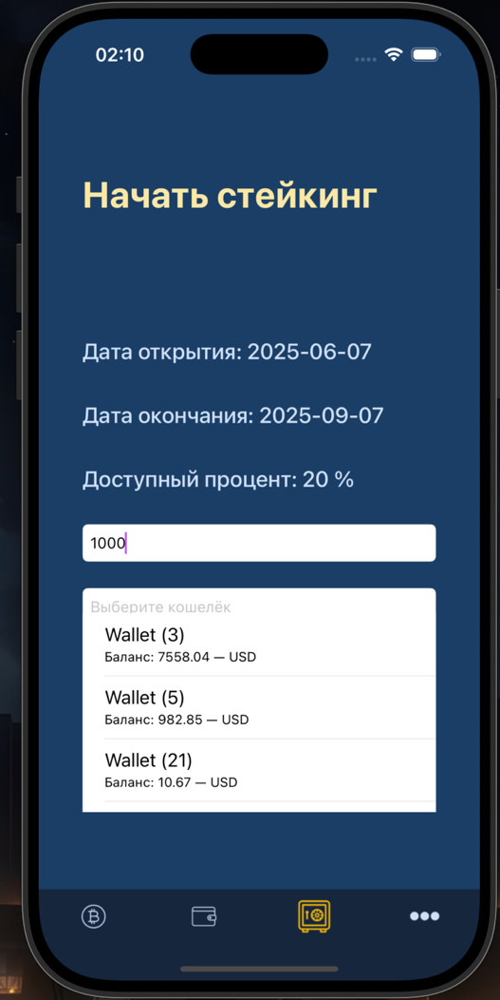 02:10
Начать стейкинг
Дата открытия: 2025-06-07
Дата окончания: 2025-09-07
Доступный процент: 20 %
1000
Выберите кошелёк
Wallet (3)
Баланс: 7558.04 — USD
Wallet (5)
Баланс: 982.85 — USD
Wallet (21)
Баланс: 10.67 — USD